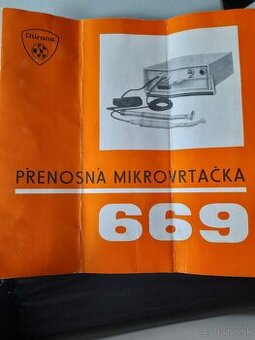 Chirana
PŘENOSNÁ MIKROVRTAČKA
669